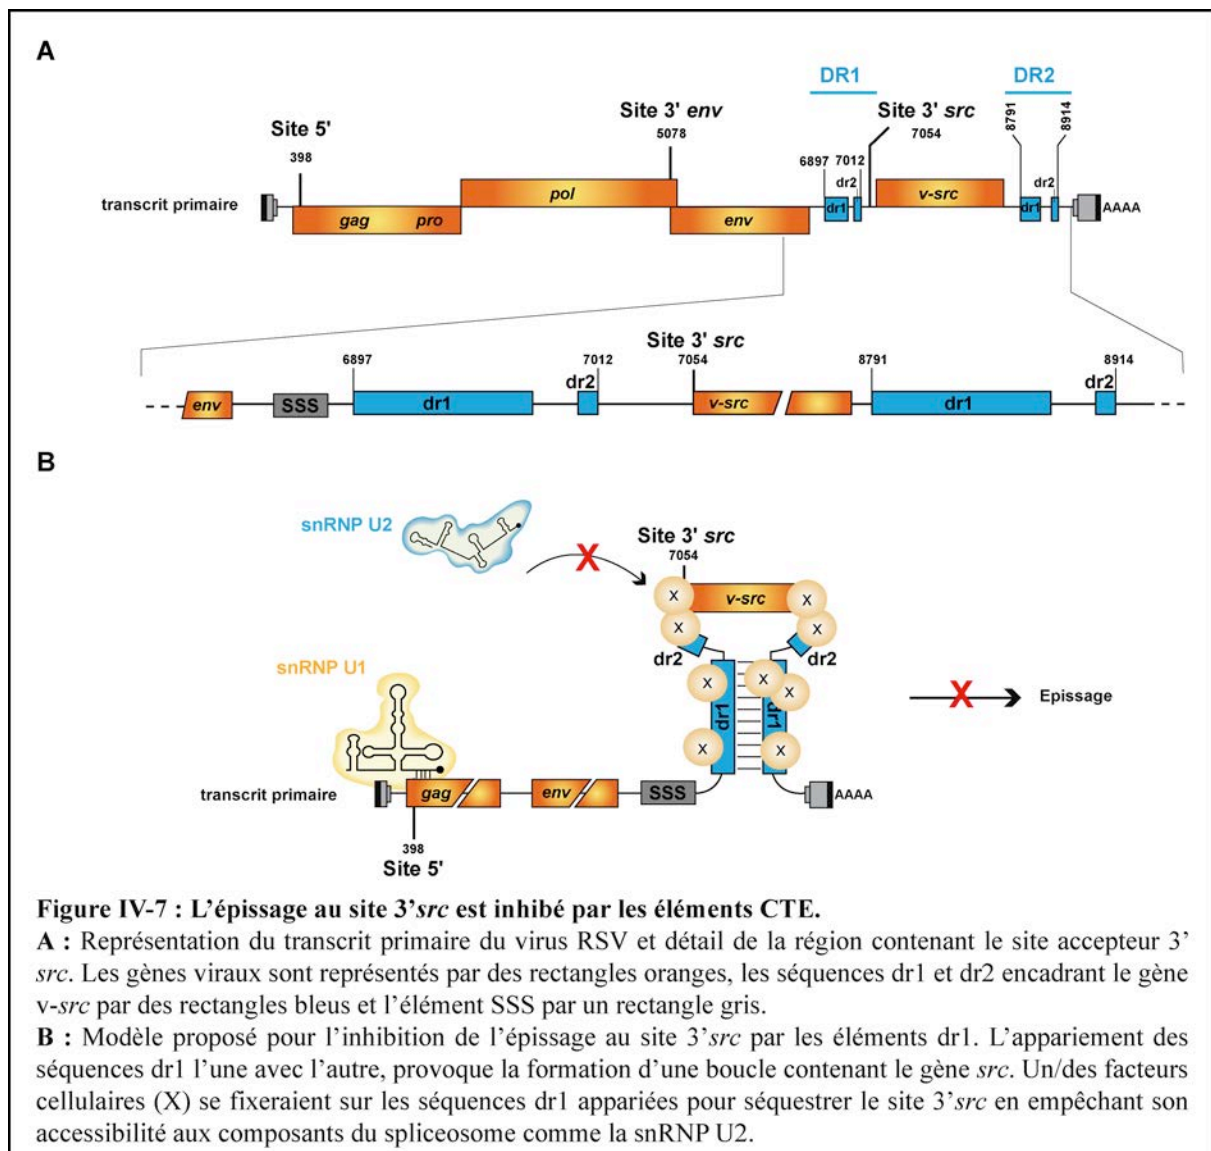 A
DR1
DR2
Site 5'
398
Site 3' env
5078
Site 3' src
7054
6897
7012
8791
8914
dr2
dr2
transcrit primaire
gag pro
pol
env
dr1
v-src
dr1
AAAA
Site 3' src
6897
7012
7054
8791
8914
dr2
dr2
env
SSS
dr1
v-src
dr1
B
snRNP U2
Site 3' src
7054
X
X
v-src
X
X
X
dr2
dr2
snRNP U1
X
X
X
X
Epissage
dr1
dr1
X
X
X
transcrit primaire
gag
env
SSS
AAAA
398
Site 5'
Figure IV-7 : L'épissage au site 3'src est inhibé par les éléments CTE.
A : Représentation du transcrit primaire du virus RSV et détail de la région contenant le site accepteur 3'
src. Les gènes viraux sont représentés par des rectangles oranges, les séquences dr1 et dr2 encadrant le gène
v-src par des rectangles bleus et l'élément SSS par un rectangle gris.
B : Modèle proposé pour l'inhibition de l'épissage au site 3'src par les éléments dr1. L'appariement des
séquences dr1 l'une avec l'autre, provoque la formation d'une boucle contenant le gène src. Un/des facteurs
cellulaires (X) se fixeraient sur les séquences dr1 appariées pour séquestrer le site 3'src en empêchant son
accessibilité aux composants du spliceosome comme la snRNP U2.